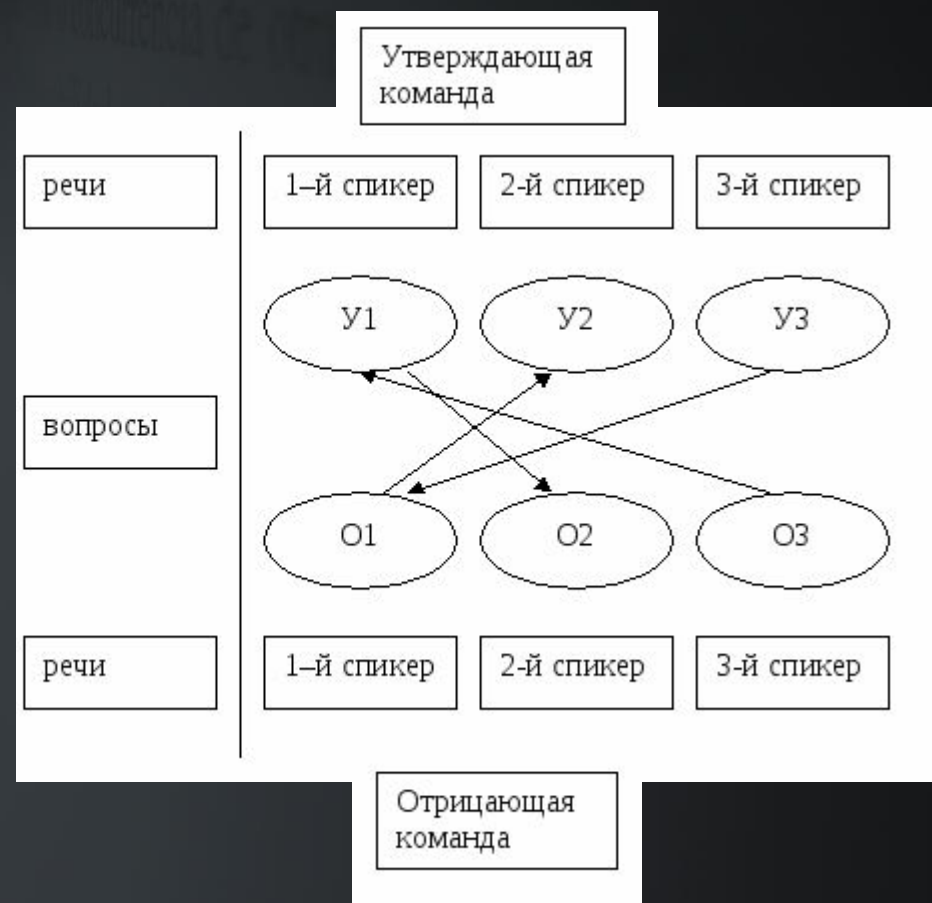 Утверждающая
команда
речи
1–й спикер
2-й спикер
3-й спикер
У1
У2
У3
вопросы
О1
О2
О3
речи
1–й спикер
2-й спикер
3-й спикер
Отрицающая
команда